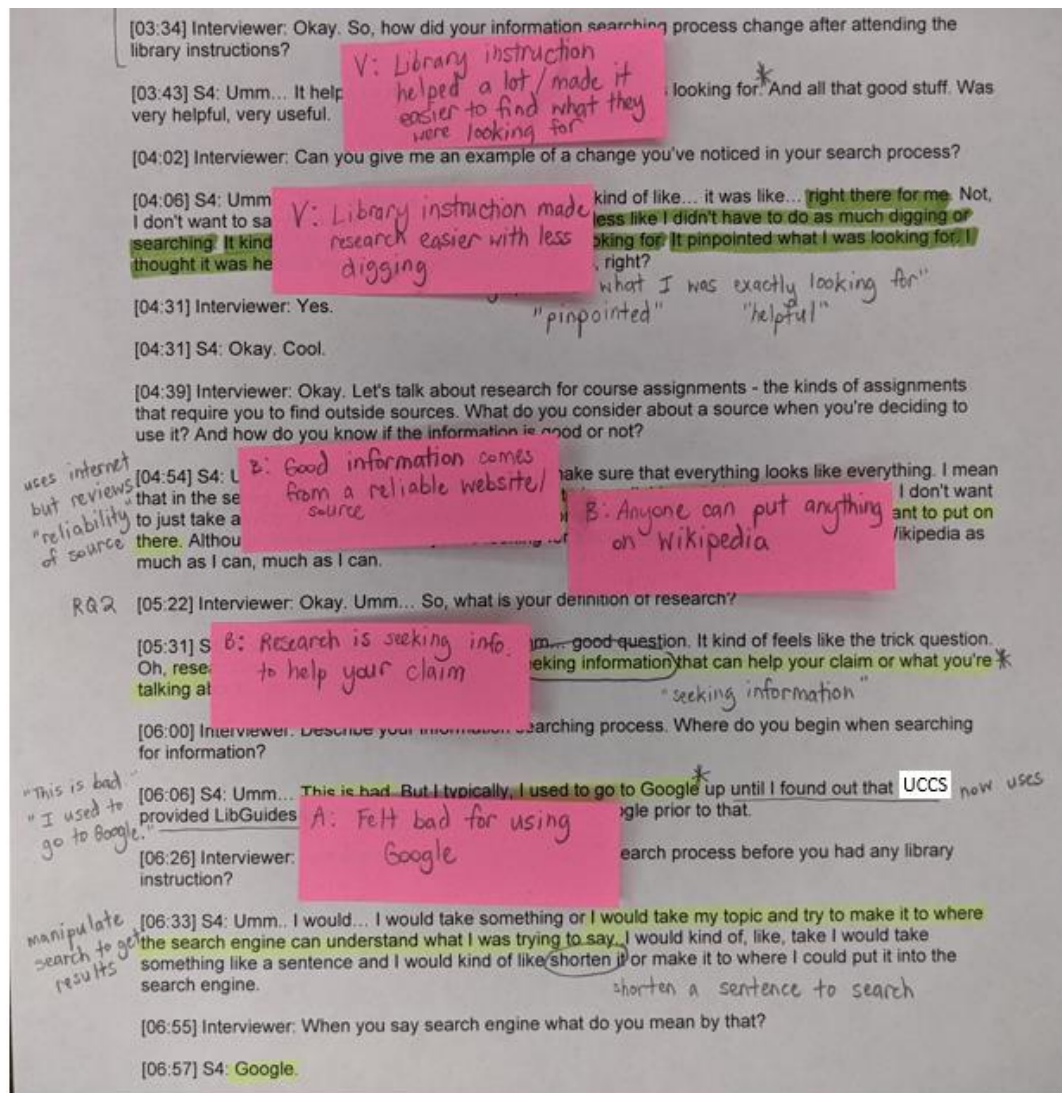 [03:34] Interviewer: Okay. So, how did your information searching process change after attending the
library instructions?
V: Library instruction
helped a lot/made it
easier to find what they
were looking for
[03:43] S4: Umm... It help looking for.* And all that good stuff. Was
very helpful, very useful.
[04:02] Interviewer: Can you give me an example of a change you've noticed in your search process?
[04:06] S4: Umm kind of like... it was like... right there for me. Not,
I don't want to sa less like I didn't have to do as much digging or
searching. It kind oking for. It pinpointed what I was looking for. I
thought it was he , right?
V: Library instruction made
research easier with less
digging
what I was exactly looking for"
"pinpointed" "helpful"
[04:31] Interviewer: Yes.
[04:31] S4: Okay. Cool.
[04:39] Interviewer: Okay. Let's talk about research for course assignments - the kinds of assignments
that require you to find outside sources. What do you consider about a source when you're deciding to
use it? And how do you know if the information is good or not?
uses internet
but reviews
"reliability
of source"
[04:54] S4: ake sure that everything looks like everything. I mean
that in the se I don't want
to just take a ant to put on
there. Althou ikipedia as
much as I can, much as I can.
B: Good information comes
from a reliable website/
source
B: Anyone can put anything
on Wikipedia
RQ2 [05:22] Interviewer: Okay. Umm... So, what is your definition of research?
[05:31] S m... good question. It kind of feels like the trick question.
Oh, rese eking information that can help your claim or what you're *
talking ab
B: Research is seeking info.
to help your claim
"seeking information"
[06:00] Interviewer: Describe your information searching process. Where do you begin when searching
for information?
"This is bad."
"I used to
go to Google."
[06:06] S4: Umm... This is bad. But I typically, I used to go to Google* up until I found out that UCCS now uses
provided LibGuides ogle prior to that.
A: Felt bad for using
Google
[06:26] Interviewer: earch process before you had any library
instruction?
manipulate
search to get
results
[06:33] S4: Umm.. I would... I would take something or I would take my topic and try to make it to where
the search engine can understand what I was trying to say. I would kind of, like, take I would take
something like a sentence and I would kind of like shorten it or make it to where I could put it into the
search engine.
shorten a sentence to search
[06:55] Interviewer: When you say search engine what do you mean by that?
[06:57] S4: Google.